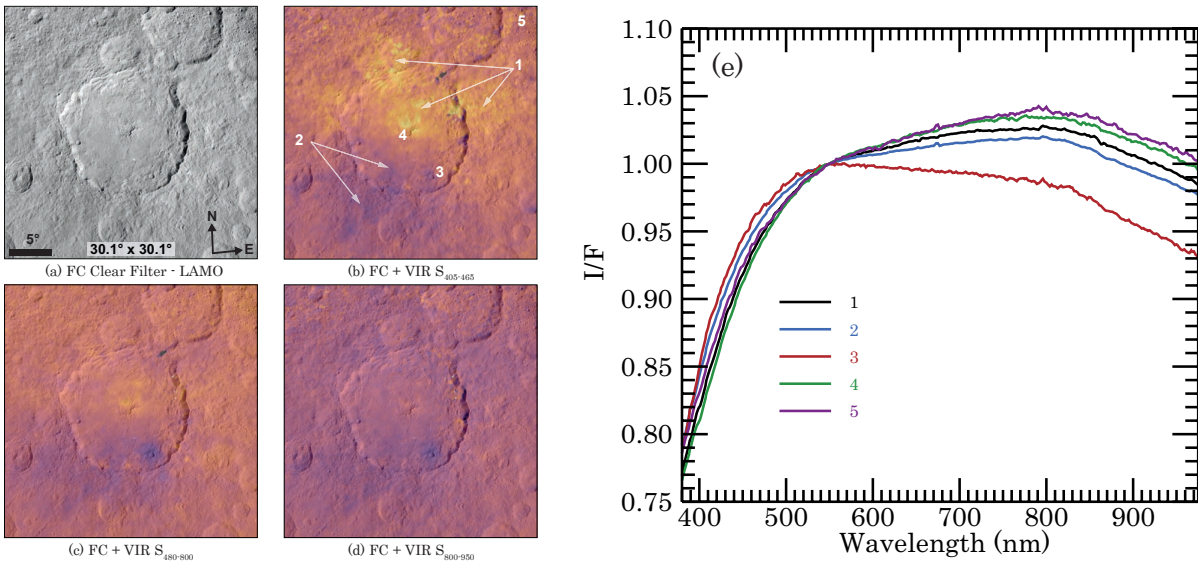 5°
30.1° x 30.1°
N
E
(a) FC Clear Filter - LAMO
5
1
2
4
3
(b) FC + VIR S405-465
(c) FC + VIR S480-800
(d) FC + VIR S800-950
(e)
I/F
1.10
1.05
1.00
0.95
0.90
0.85
0.80
0.75
1
2
3
4
5
400 500 600 700 800 900
Wavelength (nm)